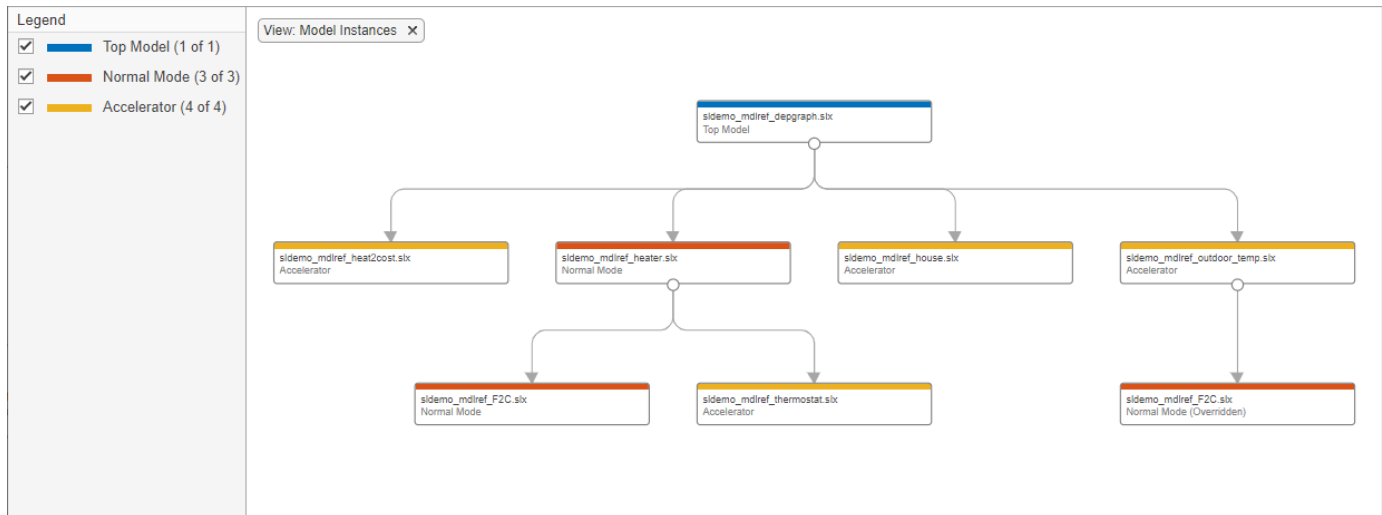 Legend
Top Model (1 of 1)
Normal Mode (3 of 3)
Accelerator (4 of 4)
View: Model Instances X
sldemo_mdlref_depgraph.slx
Top Model
sldemo_mdlref_heat2cost.slx
Accelerator
sldemo_mdlref_heater.slx
Normal Mode
sldemo_mdlref_house.slx
Accelerator
sldemo_mdlref_outdoor_temp.slx
Accelerator
sldemo_mdlref_F2C.slx
Normal Mode
sldemo_mdlref_thermostat.slx
Accelerator
sldemo_mdlref_F2C.slx
Normal Mode (Overridden)